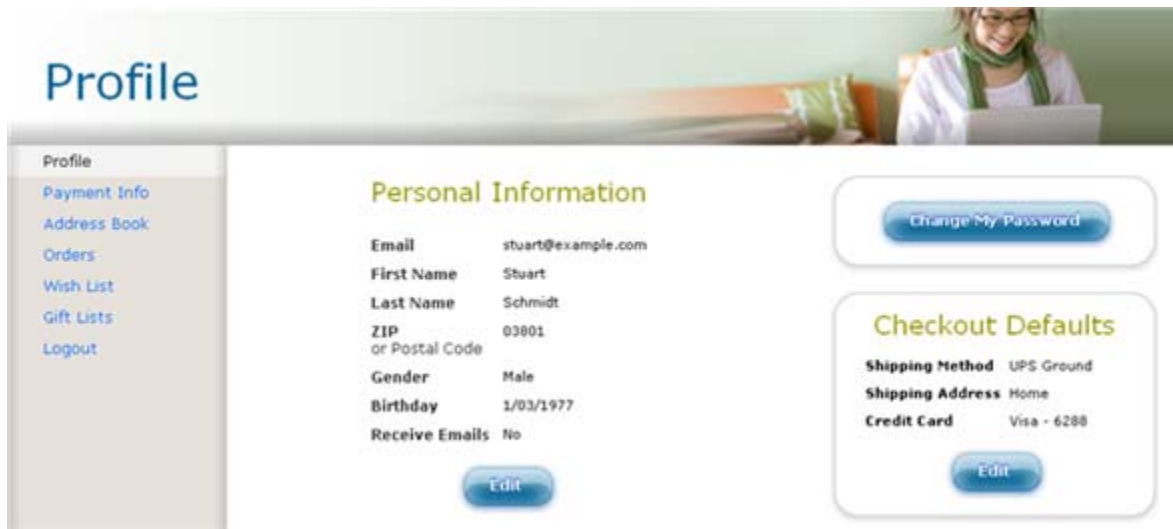 Profile
Profile
Payment Info
Address Book
Orders
Wish List
Gift Lists
Logout
Personal Information
Email stuart@example.com
First Name Stuart
Last Name Schmidt
ZIP 03801
or Postal Code
Gender Male
Birthday 1/03/1977
Receive Emails No
Edit
Change My Password
Checkout Defaults
Shipping Method UPS Ground
Shipping Address Home
Credit Card Visa - 6288
Edit